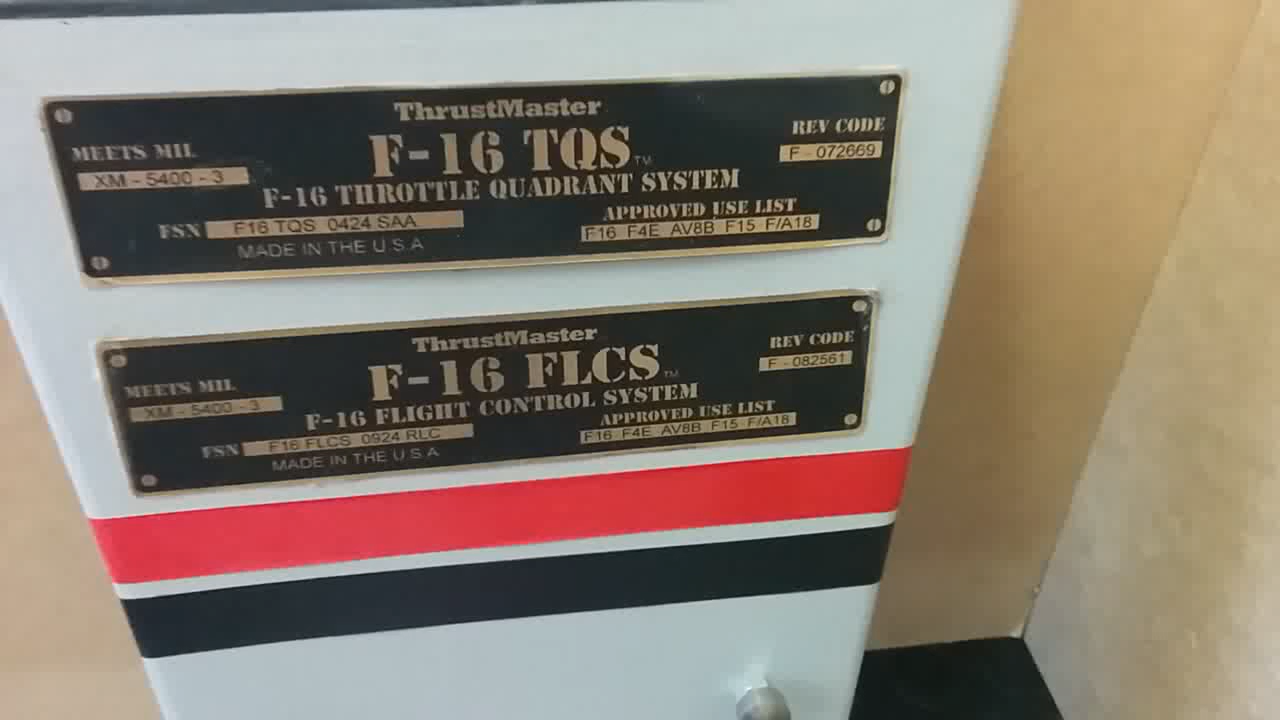 ThrustMaster
F-16 TQS™
F-16 THROTTLE QUADRANT SYSTEM
MEETS MIL
XM - 5400 - 3
REV CODE
F - 072669
FSN F16 TQS 0424 SAA
APPROVED USE LIST
F16 F4E AV8B F15 F/A18
MADE IN THE U.S.A
ThrustMaster
F-16 FLCS™
F-16 FLIGHT CONTROL SYSTEM
MEETS MIL
XM - 5400 - 3
REV CODE
F - 082561
FSN F16 FLCS 0924 RLC
APPROVED USE LIST
F16 F4E AV8B F15 F/A18
MADE IN THE U.S.A